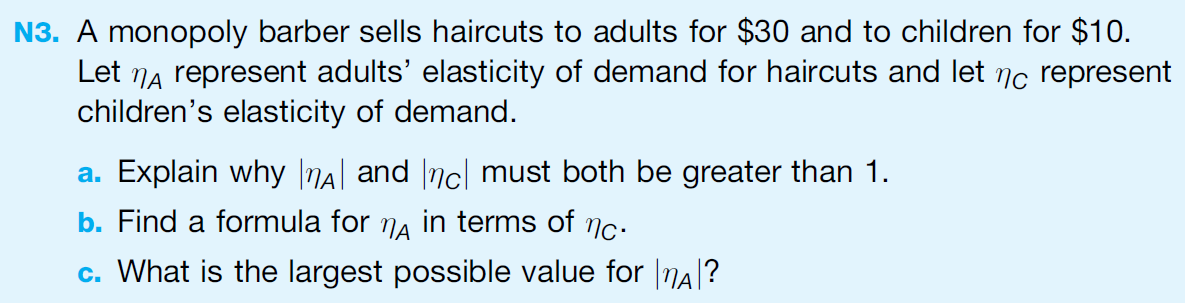 N3. A monopoly barber sells haircuts to adults for $30 and to children for $10.
Let ηA represent adults’ elasticity of demand for haircuts and let ηC represent
children’s elasticity of demand.
a. Explain why |ηA| and |ηC| must both be greater than 1.
b. Find a formula for ηA in terms of ηC.
c. What is the largest possible value for |ηA|?